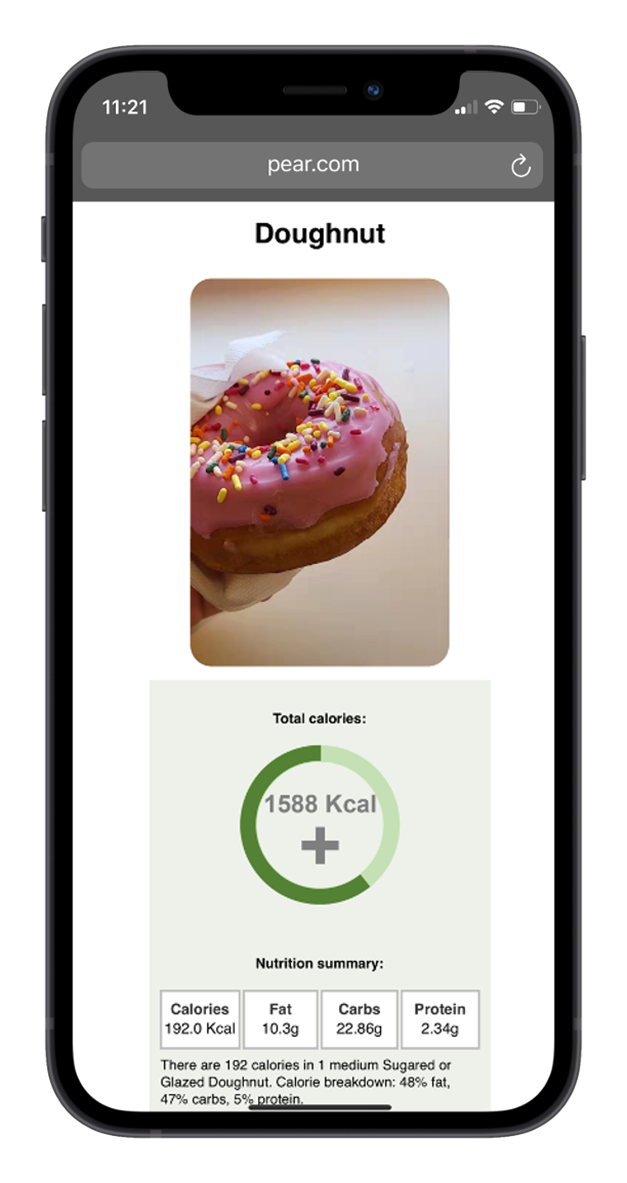 11:21
pear.com
Doughnut
Total calories:
1588 Kcal
+
Nutrition summary:
Calories Fat Carbs Protein
192.0 Kcal 10.3g 22.86g 2.34g
There are 192 calories in 1 medium Sugared or
Glazed Doughnut. Calorie breakdown: 48% fat,
47% carbs, 5% protein.